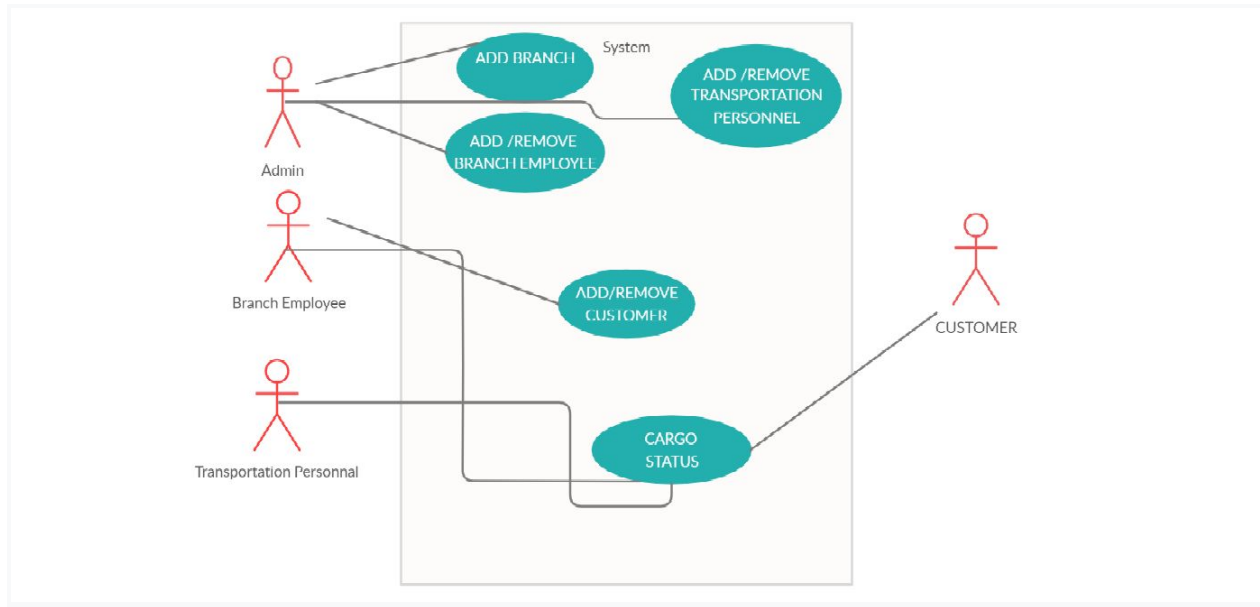 System
ADD BRANCH
ADD /REMOVE
TRANSPORTATION
PERSONNEL
ADD /REMOVE
BRANCH EMPLOYEE
Admin
Branch Employee
ADD/REMOVE
CUSTOMER
CUSTOMER
CARGO
STATUS
Transportation Personnal